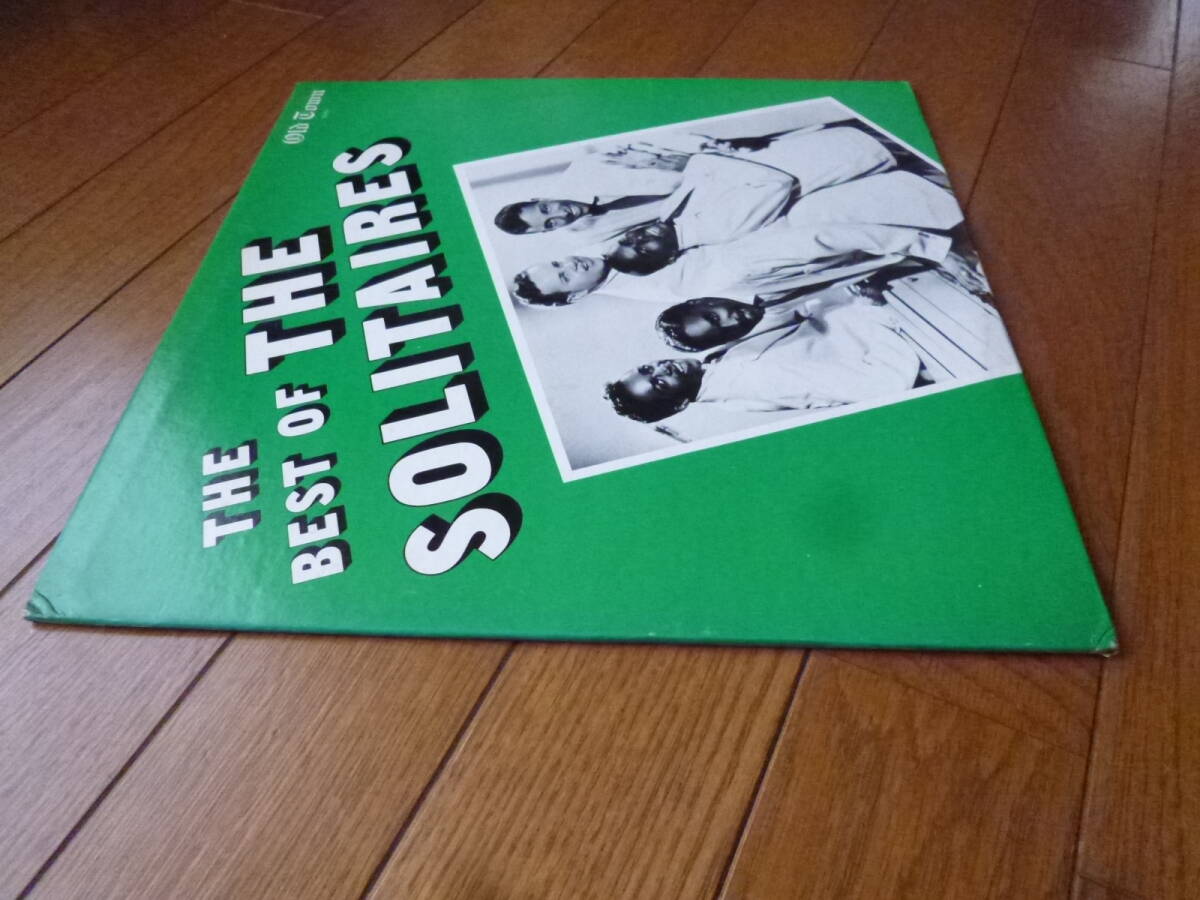 Old Town
THE
BEST OF THE
SOLITAIRES